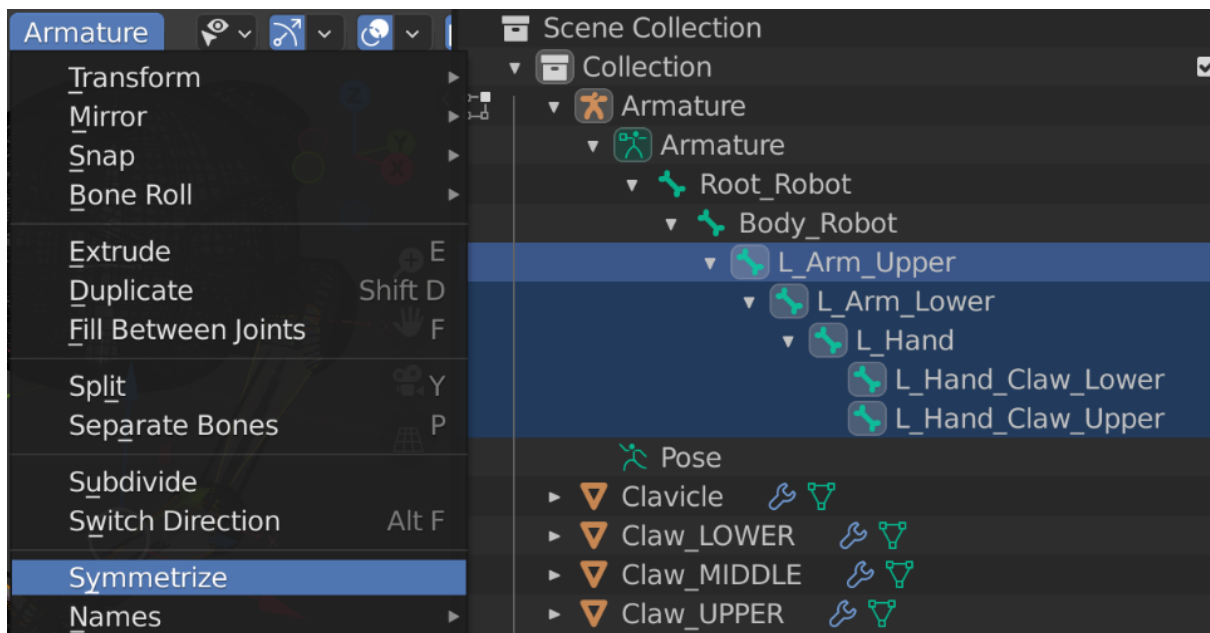 Armature
Transform
Mirror
Snap
Bone Roll
Extrude E
Duplicate Shift D
Fill Between Joints F
Split Y
Separate Bones P
Subdivide
Switch Direction Alt F
Symmetrize
Names
Scene Collection
Collection
Armature
Armature
Root_Robot
Body_Robot
L_Arm_Upper
L_Arm_Lower
L_Hand
L_Hand_Claw_Lower
L_Hand_Claw_Upper
Pose
Clavicle
Claw_LOWER
Claw_MIDDLE
Claw_UPPER
Z
Y
X